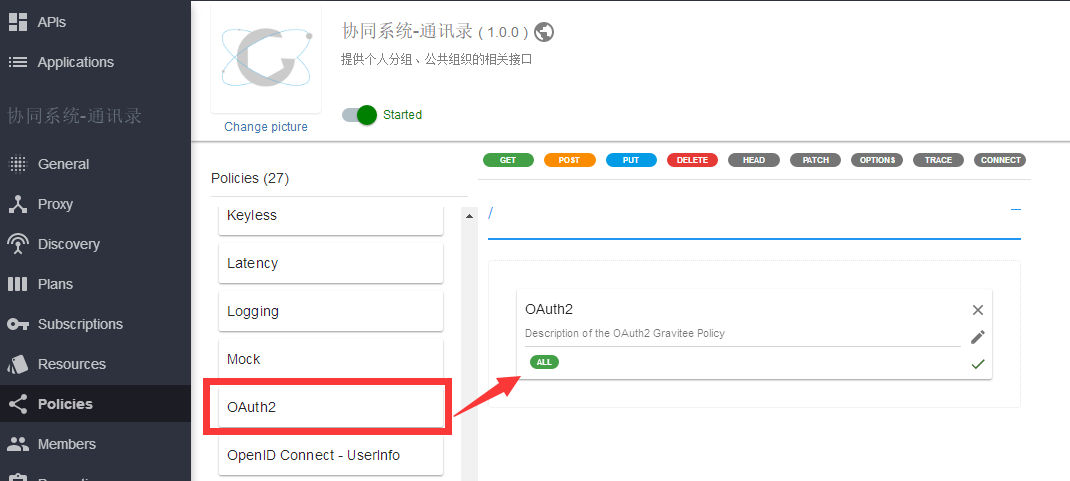 APIs
Applications
协同系统-通讯录
General
Proxy
Discovery
Plans
Subscriptions
Resources
Policies
Members
协同系统-通讯录 ( 1.0.0 )
提供个人分组、公共组织的相关接口
Change picture
Started
Policies (27)
Keyless
Latency
Logging
Mock
OAuth2
OpenID Connect - UserInfo
GET POST PUT DELETE HEAD PATCH OPTIONS TRACE CONNECT
/
OAuth2
Description of the OAuth2 Gravitee Policy
ALL